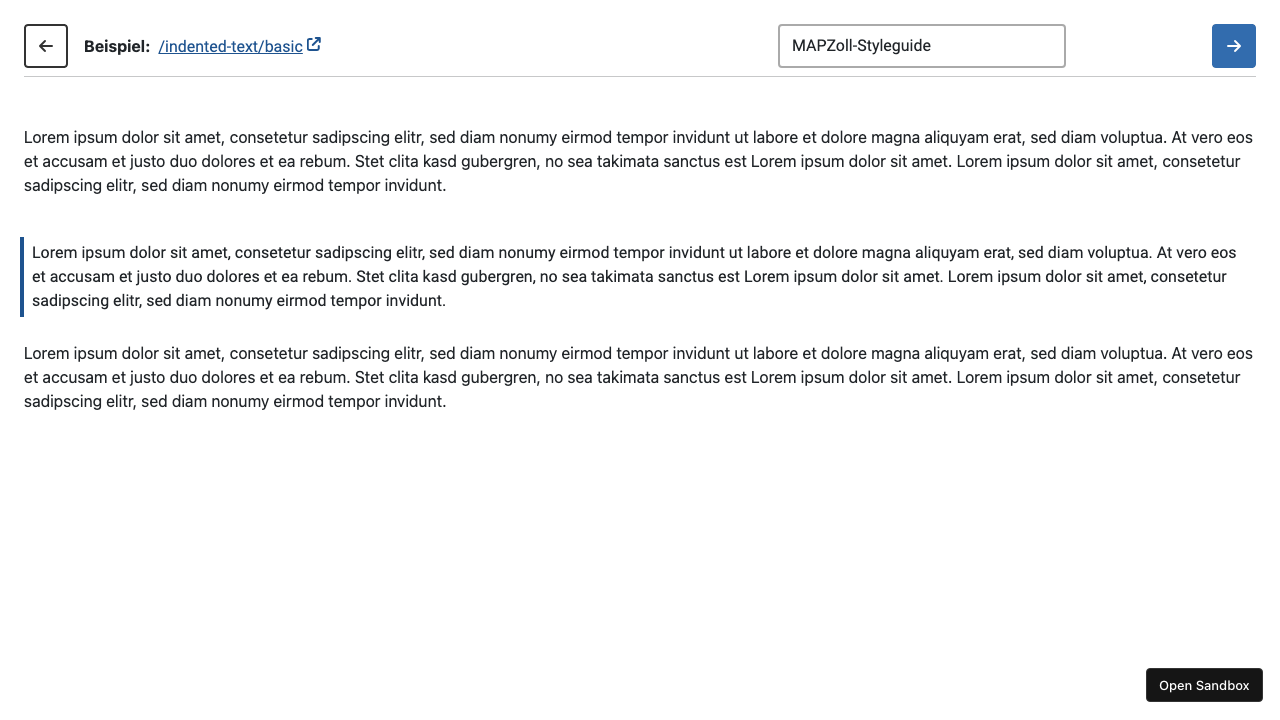 Beispiel: /indented-text/basic
MAPZoll-Styleguide
Lorem ipsum dolor sit amet, consetetur sadipscing elitr, sed diam nonumy eirmod tempor invidunt ut labore et dolore magna aliquyam erat, sed diam voluptua. At vero eos
et accusam et justo duo dolores et ea rebum. Stet clita kasd gubergren, no sea takimata sanctus est Lorem ipsum dolor sit amet. Lorem ipsum dolor sit amet, consetetur
sadipscing elitr, sed diam nonumy eirmod tempor invidunt.
Lorem ipsum dolor sit amet, consetetur sadipscing elitr, sed diam nonumy eirmod tempor invidunt ut labore et dolore magna aliquyam erat, sed diam voluptua. At vero eos
et accusam et justo duo dolores et ea rebum. Stet clita kasd gubergren, no sea takimata sanctus est Lorem ipsum dolor sit amet. Lorem ipsum dolor sit amet, consetetur
sadipscing elitr, sed diam nonumy eirmod tempor invidunt.
Lorem ipsum dolor sit amet, consetetur sadipscing elitr, sed diam nonumy eirmod tempor invidunt ut labore et dolore magna aliquyam erat, sed diam voluptua. At vero eos
et accusam et justo duo dolores et ea rebum. Stet clita kasd gubergren, no sea takimata sanctus est Lorem ipsum dolor sit amet. Lorem ipsum dolor sit amet, consetetur
sadipscing elitr, sed diam nonumy eirmod tempor invidunt.
Open Sandbox